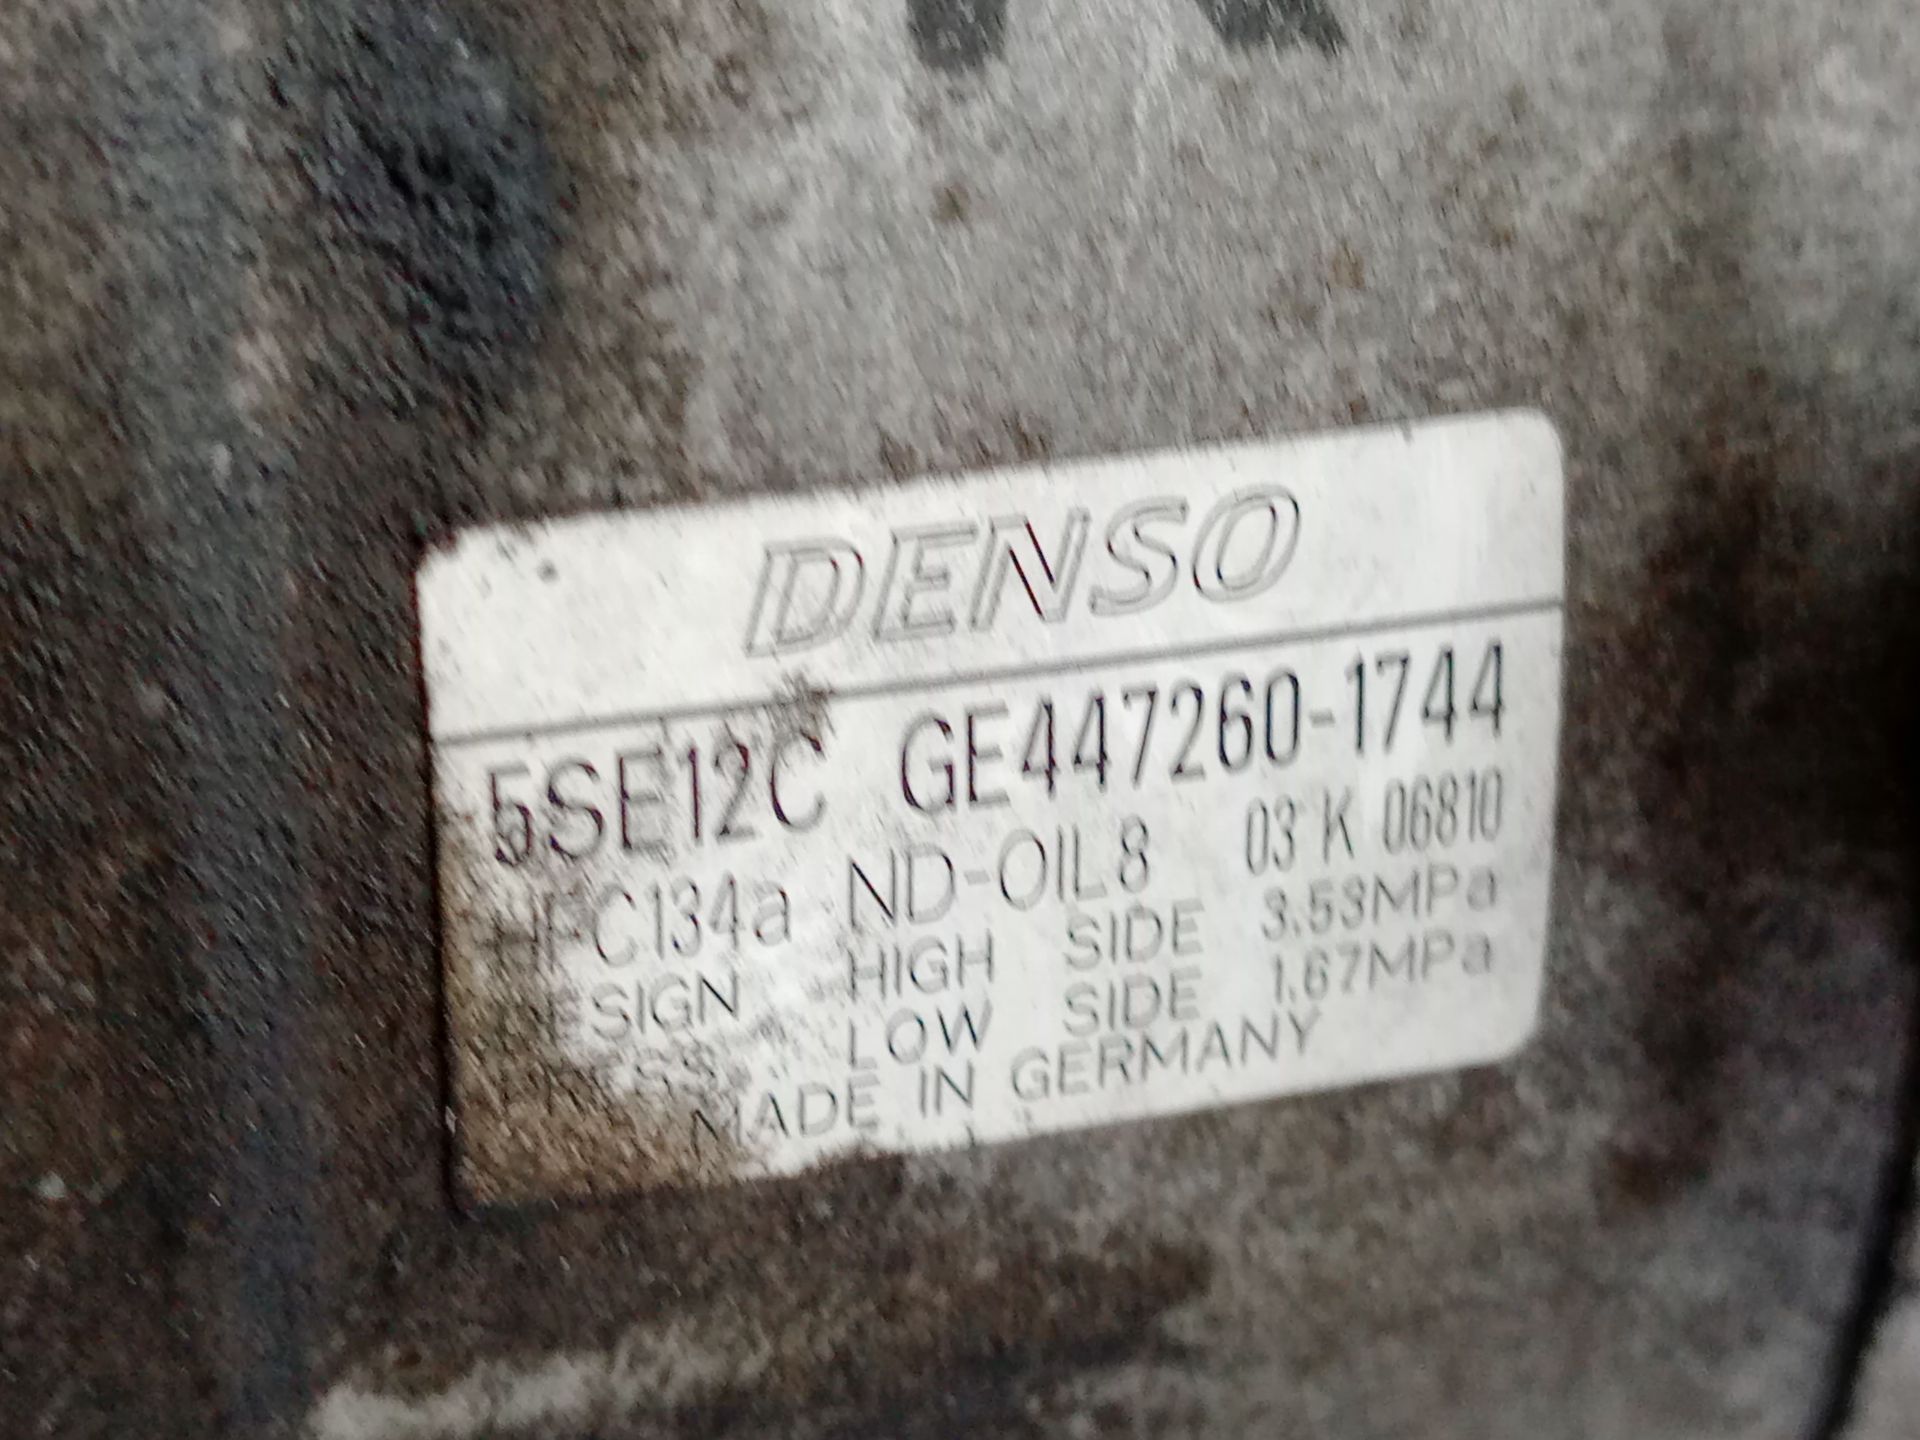 DENSO
5SE12C GE447260-1744
HFC134a ND-OIL8 03 K 06810
DESIGN HIGH SIDE 3.53MPa
PRESS. LOW SIDE 1.67MPa
MADE IN GERMANY